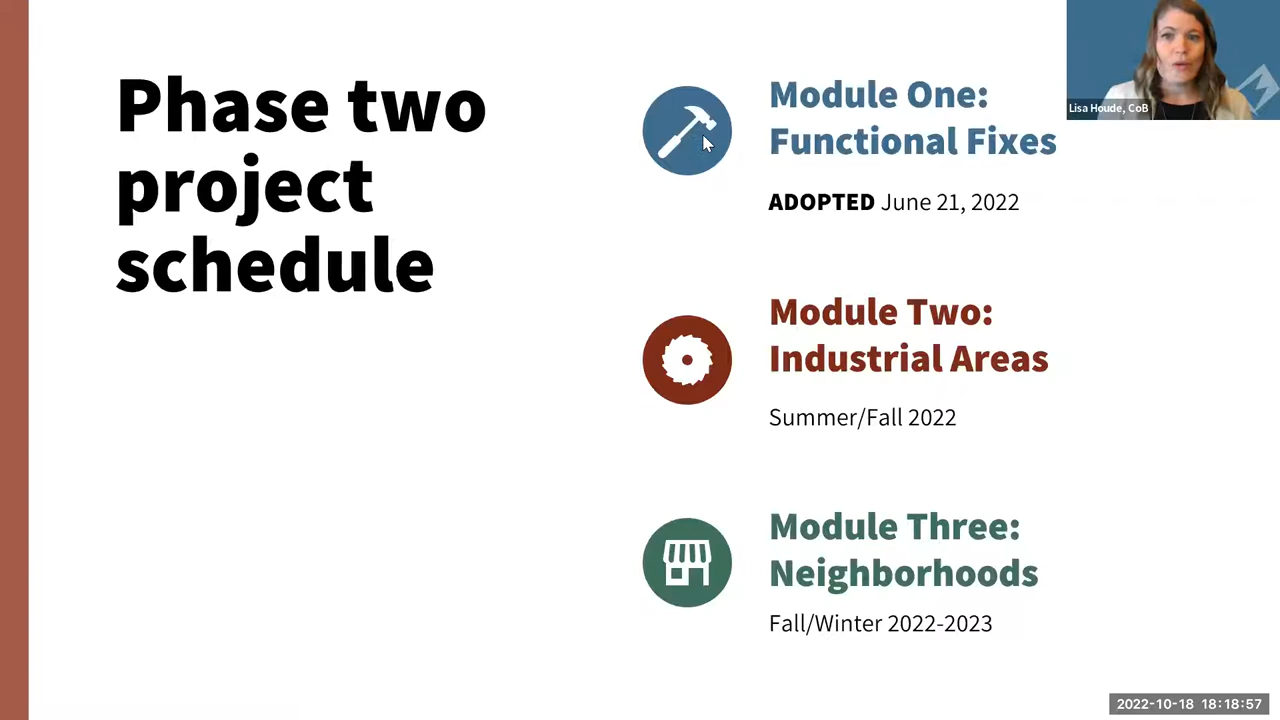 Phase two
project
schedule
Module One:
Functional Fixes
ADOPTED June 21, 2022
Module Two:
Industrial Areas
Summer/Fall 2022
Module Three:
Neighborhoods
Fall/Winter 2022-2023
Lisa Houde, CoB
2022-10-18 18:18:57